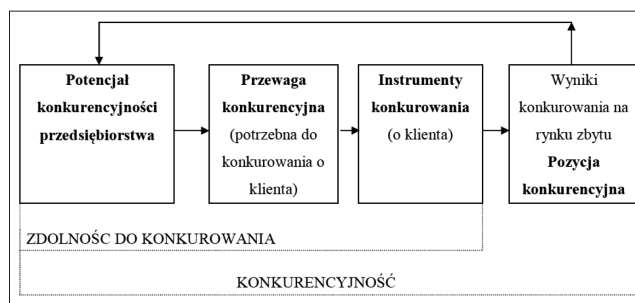 Potencjał
konkurencyjności
przedsiębiorstwa
Przewaga
konkurencyjna
(potrzebna do
konkurowania o
klienta)
Instrumenty
konkurowania
(o klienta)
Wyniki
konkurowania na
rynku zbytu
Pozycja
konkurencyjna
ZDOLNOŚC DO KONKUROWANIA
KONKURENCYJNOŚĆ